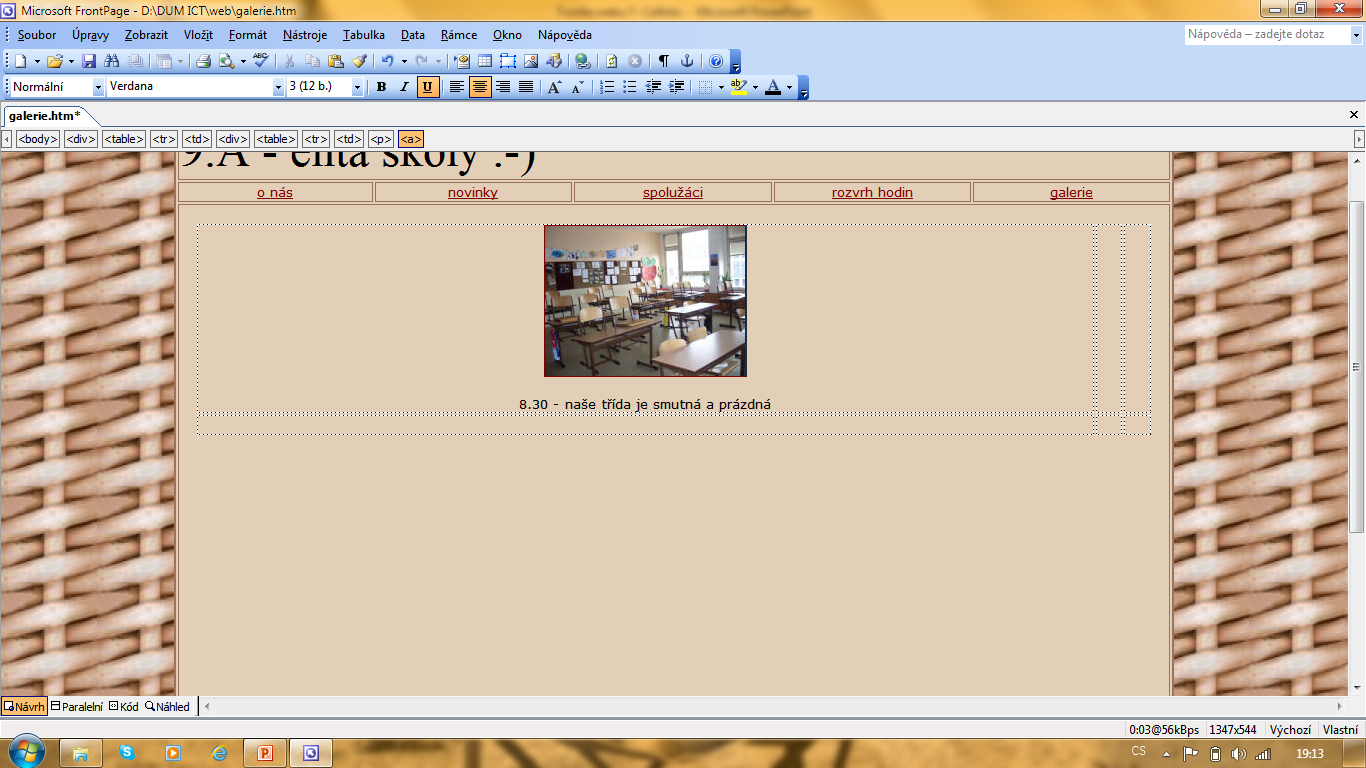 Microsoft FrontPage - D:\DUM ICT\web\galerie.htm
Soubor Úpravy Zobrazit Vložit Formát Nástroje Tabulka Data Rámce Okno Nápověda
Nápověda – zadejte dotaz
Normální Verdana 3 (12 b.) B I U
galerie.htm*
<body> <div> <table> <tr> <td> <div> <table> <tr> <td> <p> <a>
9.A - elita školy :-)
o nás novinky spolužáci rozvrh hodin galerie
8.30 - naše třída je smutná a prázdná
Návrh Paralelní Kód Náhled
0:03@56kBps 1347x544 Výchozí Vlastní
CS 19:13